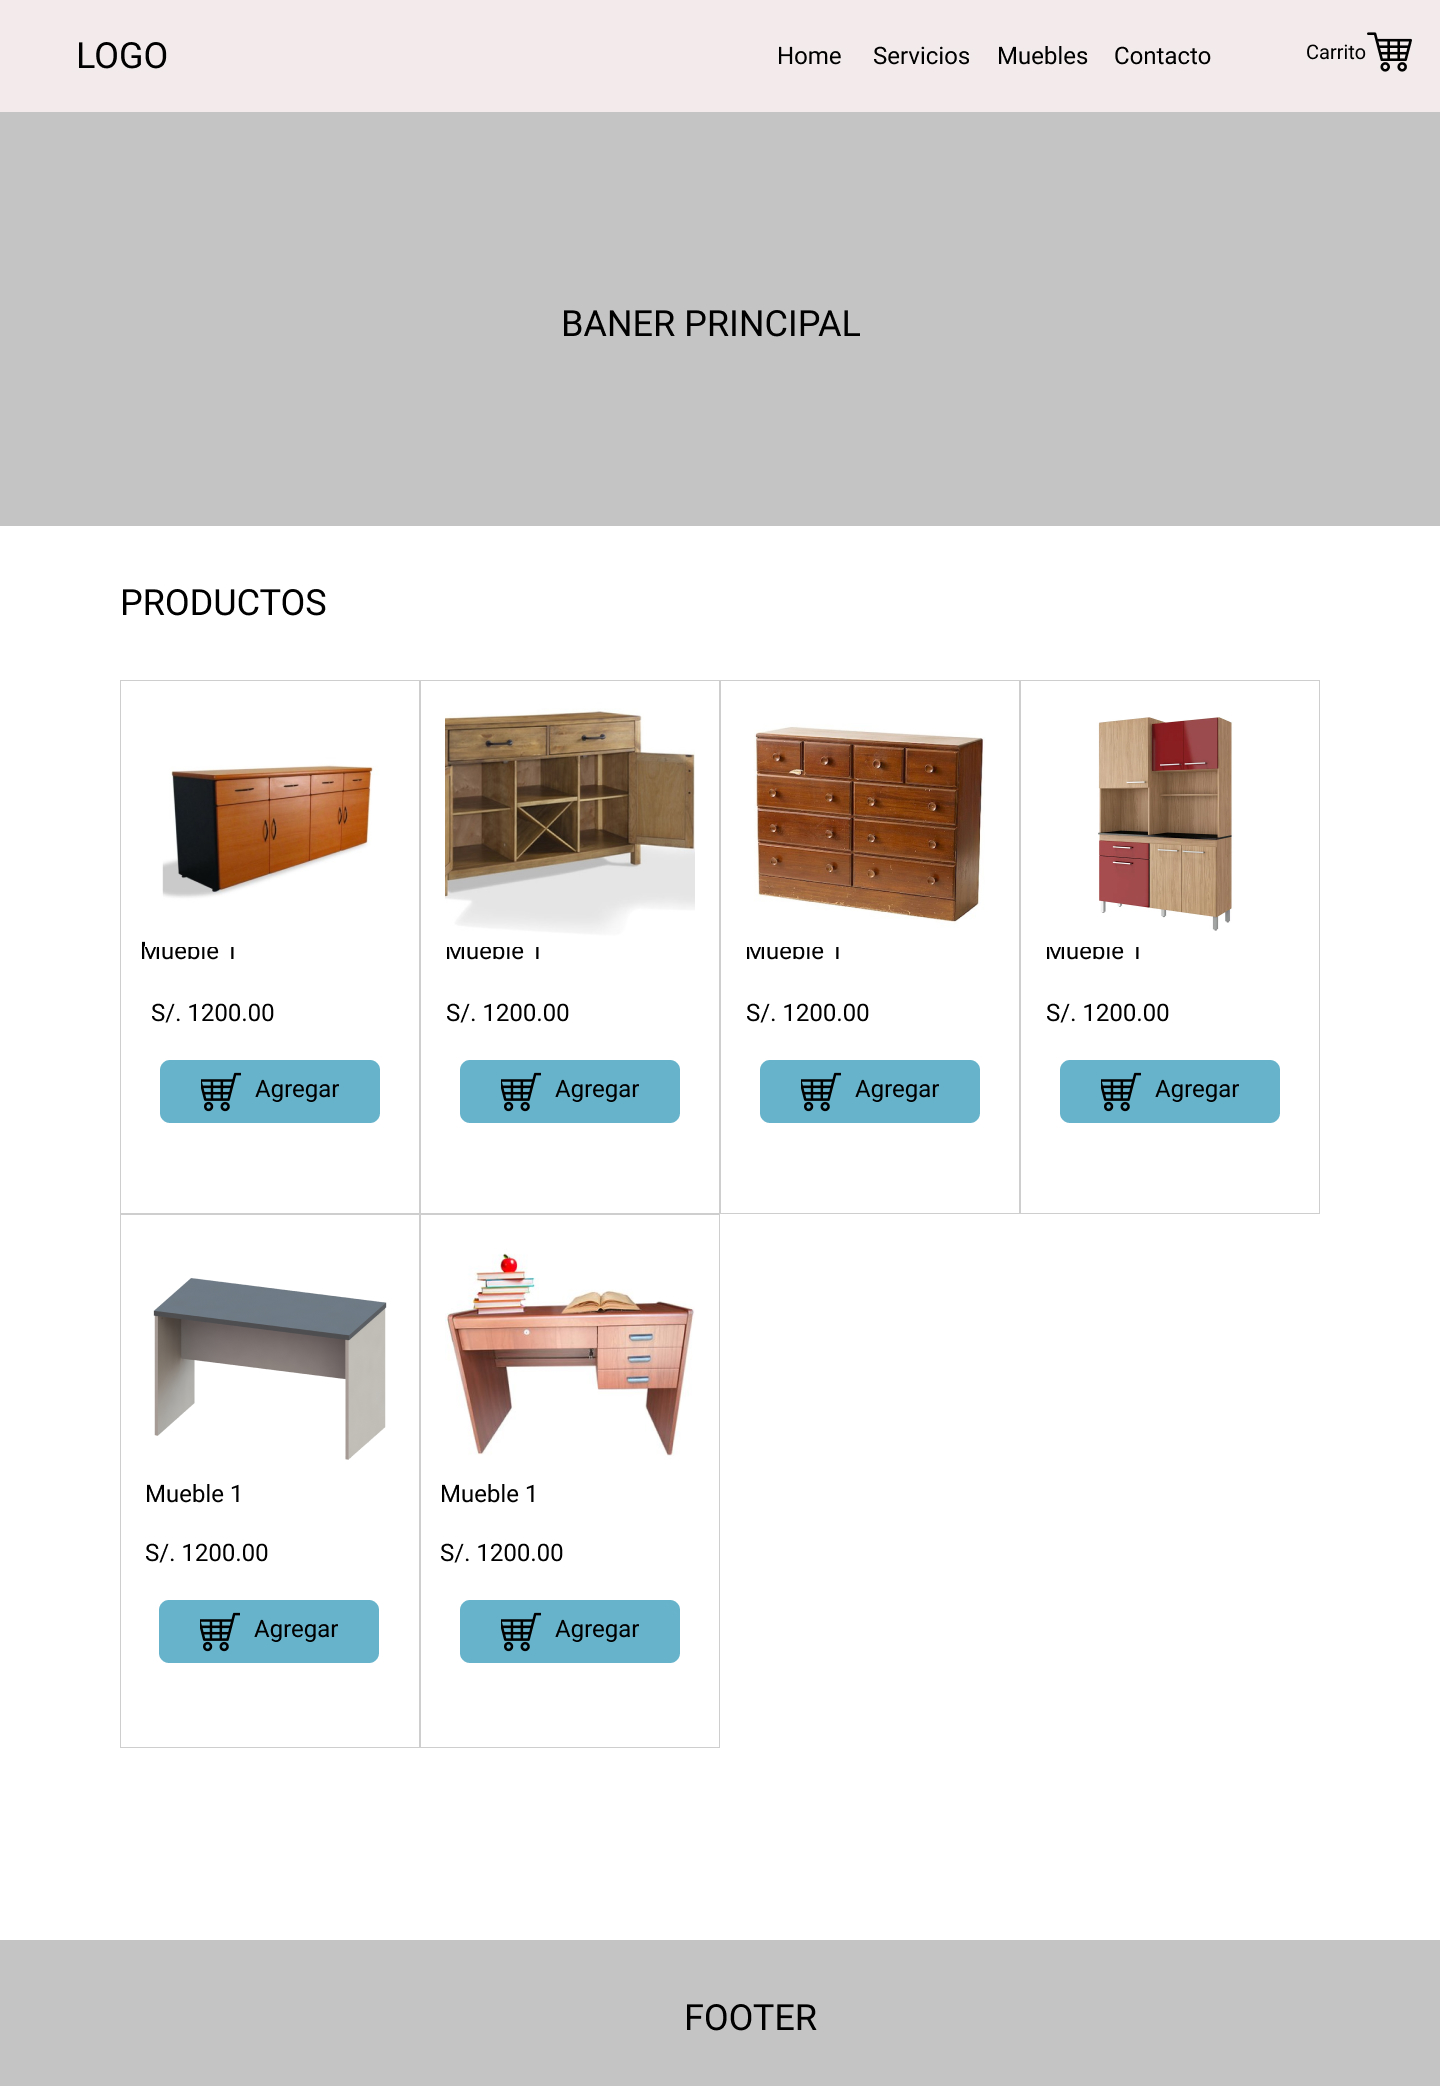 LOGO
Home Servicios Muebles Contacto
Carrito
BANER PRINCIPAL
PRODUCTOS
Mueble 1 Mueble 1 Mueble 1 Mueble 1
S/. 1200.00 S/. 1200.00 S/. 1200.00 S/. 1200.00
Agregar Agregar Agregar Agregar
Mueble 1 Mueble 1
S/. 1200.00 S/. 1200.00
Agregar Agregar
FOOTER